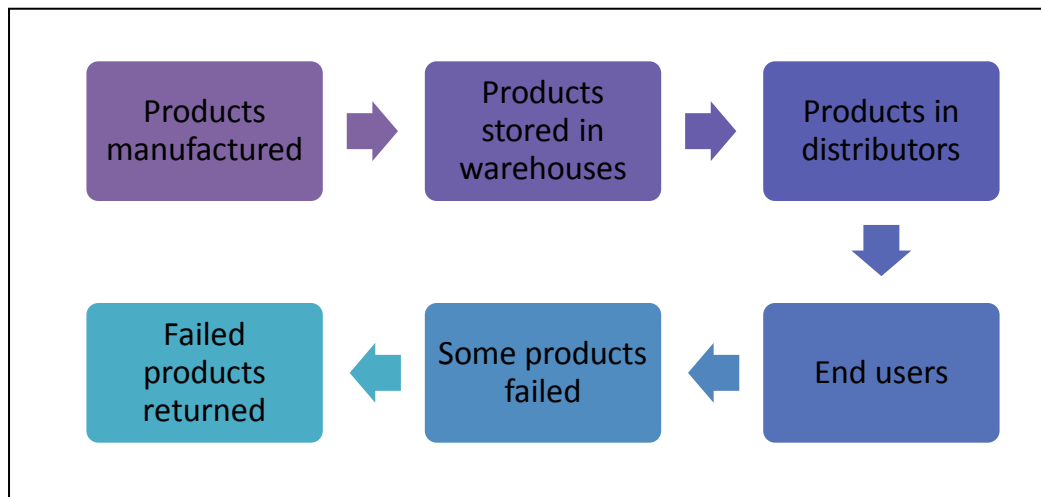 Products
manufactured
Products
stored in
warehouses
Products in
distributors
End users
Some products
failed
Failed
products
returned